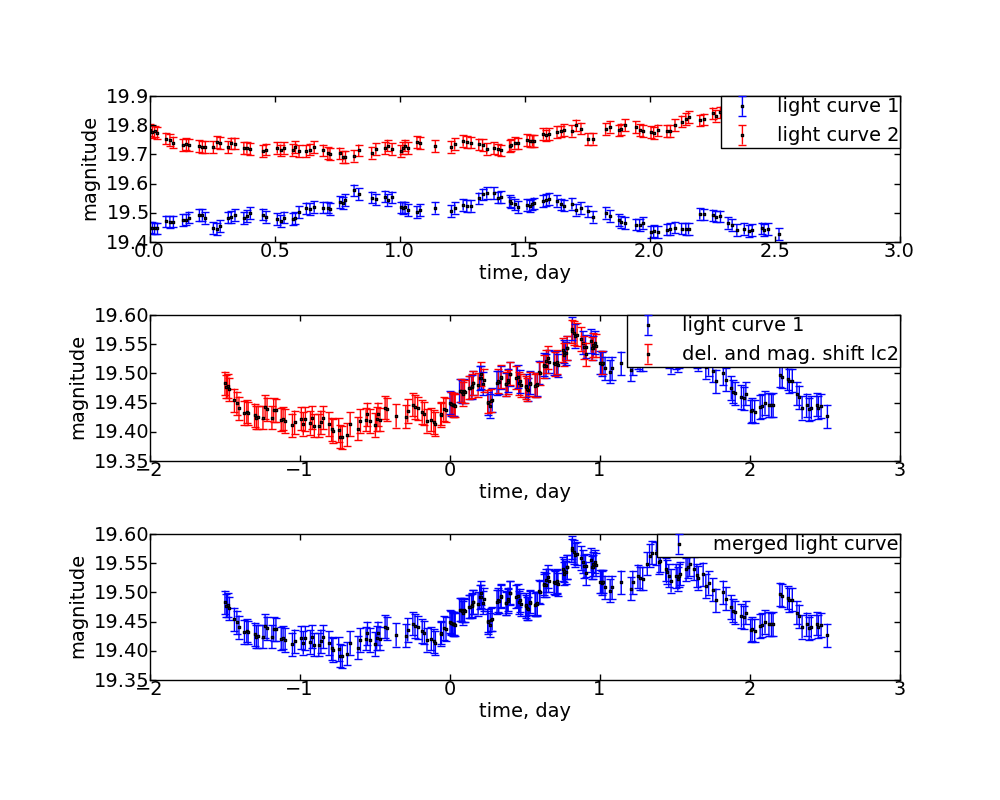 19.9
19.8
19.7
19.6
19.5
19.4
magnitude
light curve 1
light curve 2
0.0 0.5 1.0 1.5 2.0 2.5 3.0
time, day
19.60
19.55
19.50
19.45
19.40
19.35
magnitude
light curve 1
del. and mag. shift lc2
−2 −1 0 1 2 3
time, day
19.60
19.55
19.50
19.45
19.40
19.35
magnitude
merged light curve
−2 −1 0 1 2 3
time, day